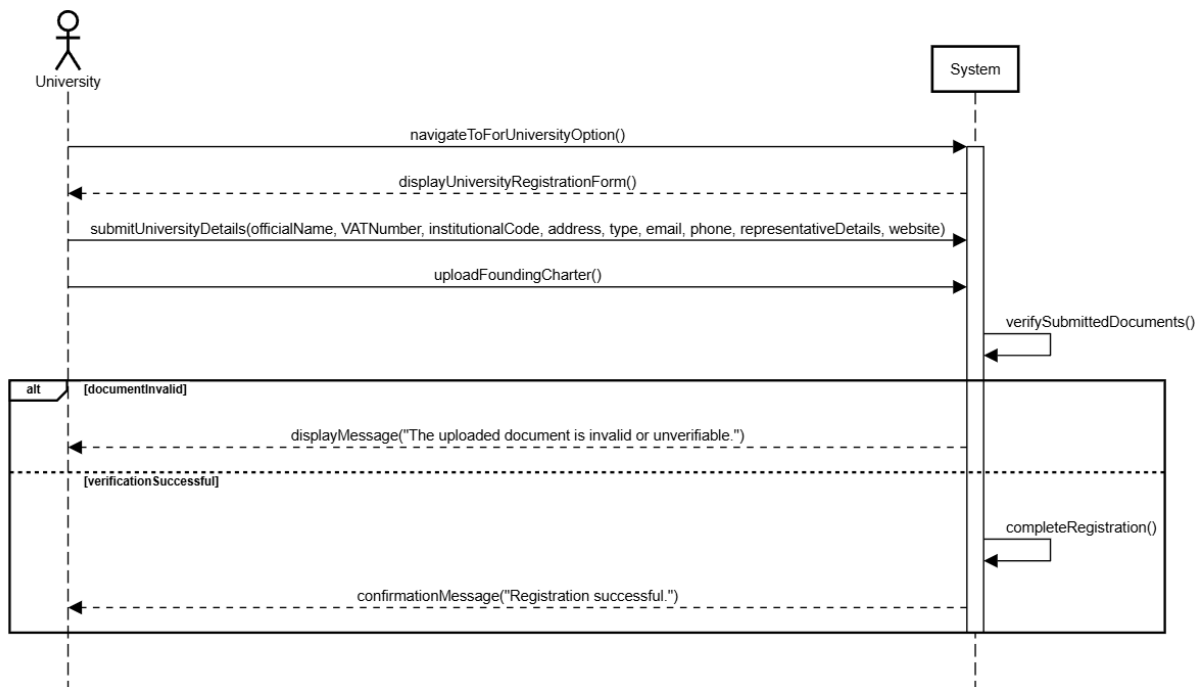 University
System
navigateToForUniversityOption()
displayUniversityRegistrationForm()
submitUniversityDetails(officialName, VATNumber, institutionalCode, address, type, email, phone, representativeDetails, website)
uploadFoundingCharter()
verifySubmittedDocuments()
alt [documentInvalid]
displayMessage("The uploaded document is invalid or unverifiable.")
[verificationSuccessful]
completeRegistration()
confirmationMessage("Registration successful.")